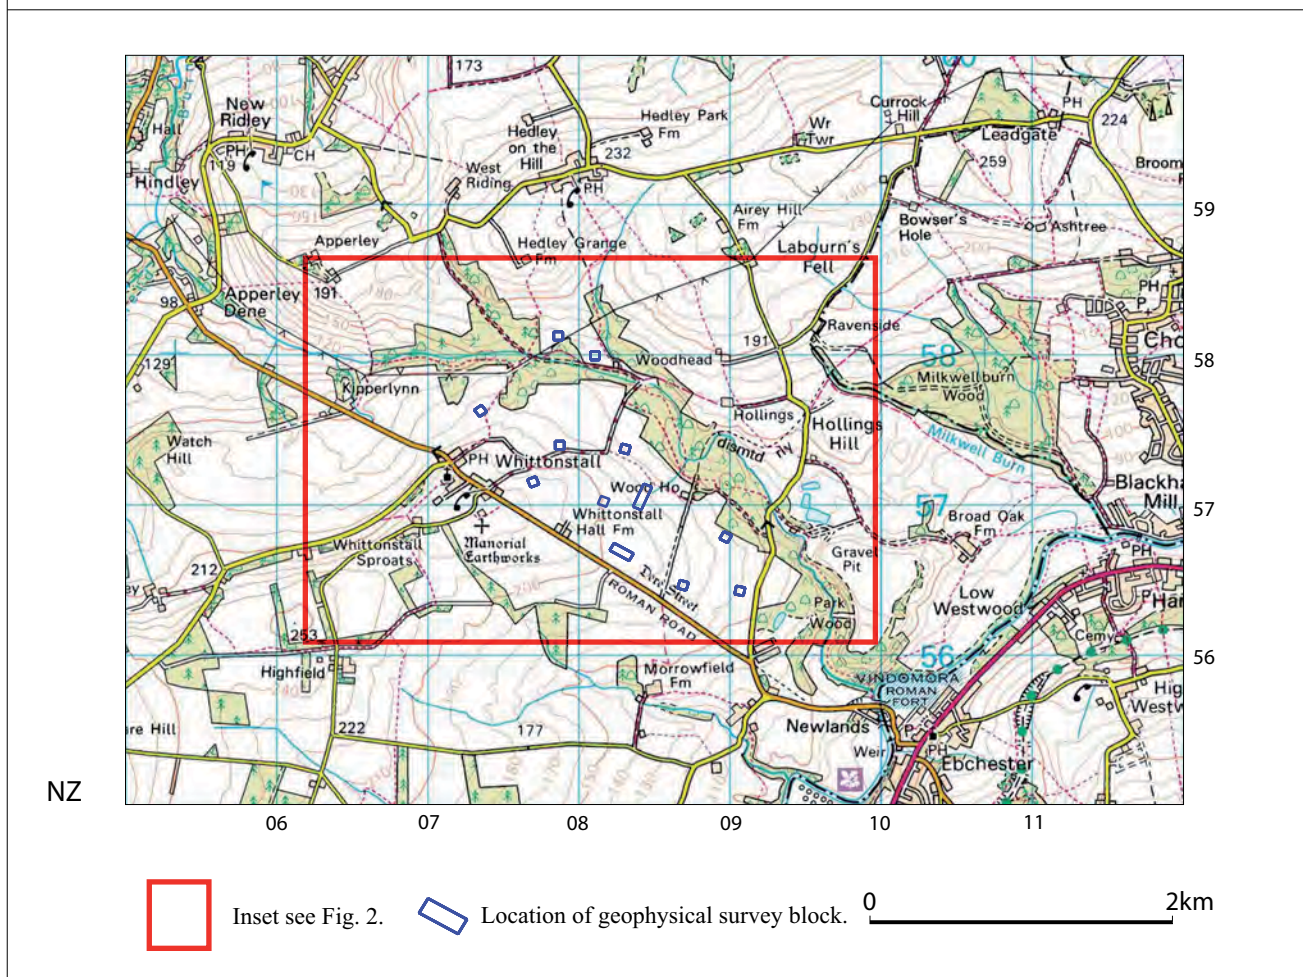 173
60
New
Ridley
Hall
PH
119
CH
Hindley
Hedley
on the
Hill
Hedley Park
Fm
232
PH
West
Riding
Wr
Twr
Currock
Hill
PH
Leadgate
224
259
Broom
59
Airey Hill
Fm
Bowser's
Hole
Ashtree
Apperley
Hedley Grange
Fm
Labourn's
Fell
191
98
Apperley
Dene
PH
P
Ravenside
191
Cho
129
Woodhead
58
58
Milkwellburn
Wood
Kipperlynn
Hollings
Hollings
Hill
Watch
Hill
dismtd rly
Milkwell Burn
PH
Whittonstall
Wood Ho
Blackha
Mill
57
57
Whittonstall
Hall Fm
Broad Oak
Fm
Whittonstall
Sproats
Manorial
Earthworks
Gravel
Pit
PH
212
ey
Dere Street
ROMAN ROAD
Low
Westwood
Har
Park
Wood
Cemy
253
Highfield
56
56
VINDOMORA
ROMAN
FORT
Morrowfield
Fm
Hig
Westw
222
177
Newlands
P
PH
Weir
Ebchester
re Hill
NZ
06
07
08
09
10
11
Inset see Fig. 2.
Location of geophysical survey block.
0
2km